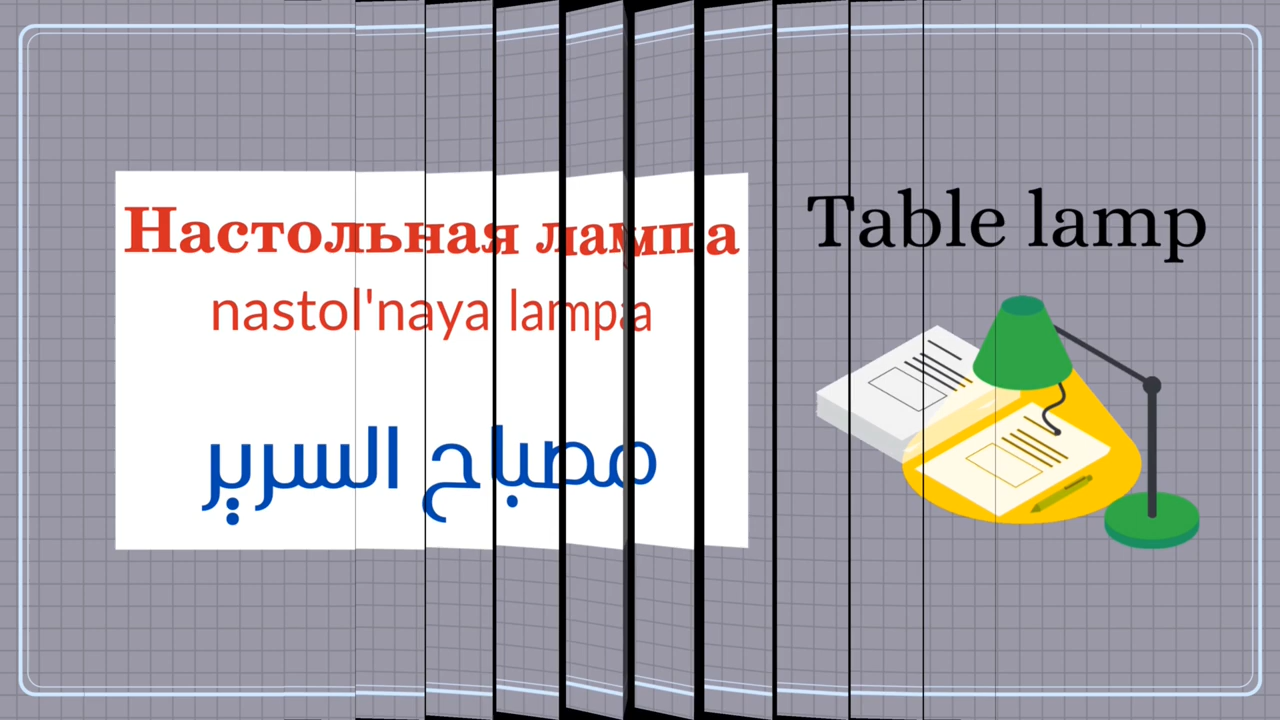 Настольная лампа
nastol'naya lampa
مصباح السرير
Table lamp